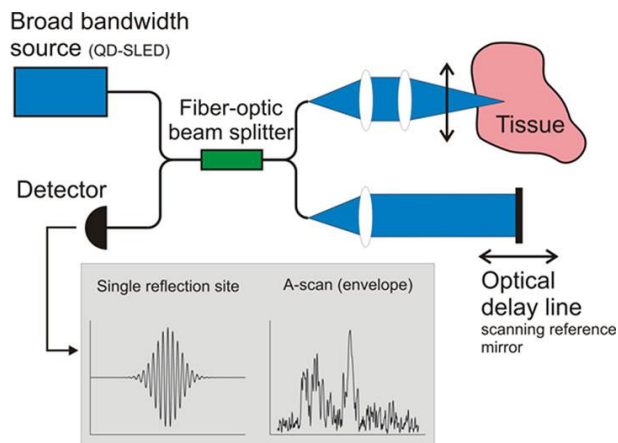 Broad bandwidth
source (QD-SLED)
Fiber-optic
beam splitter
Tissue
Detector
Optical
delay line
scanning reference
mirror
Single reflection site
A-scan (envelope)